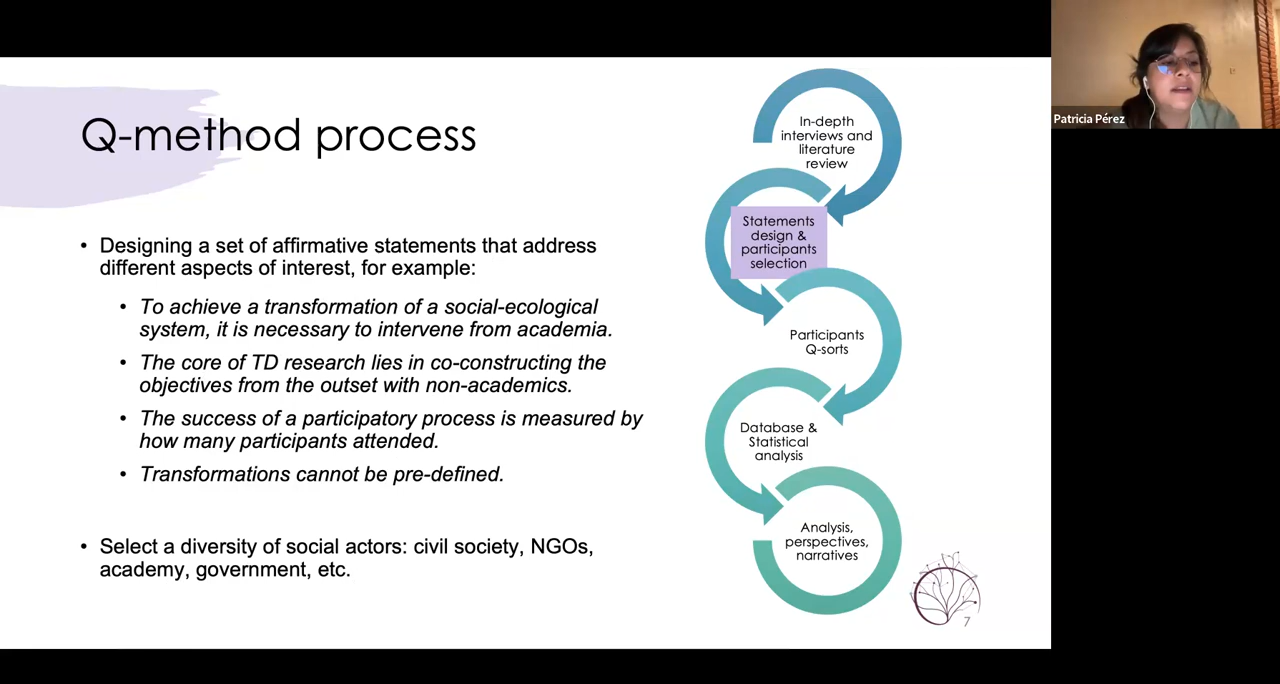 Q-method process
• Designing a set of affirmative statements that address
different aspects of interest, for example:
• To achieve a transformation of a social-ecological
system, it is necessary to intervene from academia.
• The core of TD research lies in co-constructing the
objectives from the outset with non-academics.
• The success of a participatory process is measured by
how many participants attended.
• Transformations cannot be pre-defined.
• Select a diversity of social actors: civil society, NGOs,
academy, government, etc.
In-depth
interviews and
literature
review
Statements
design &
participants
selection
Participants
Q-sorts
Database &
Statistical
analysis
Analysis,
perspectives,
narratives
7
Patricia Pérez